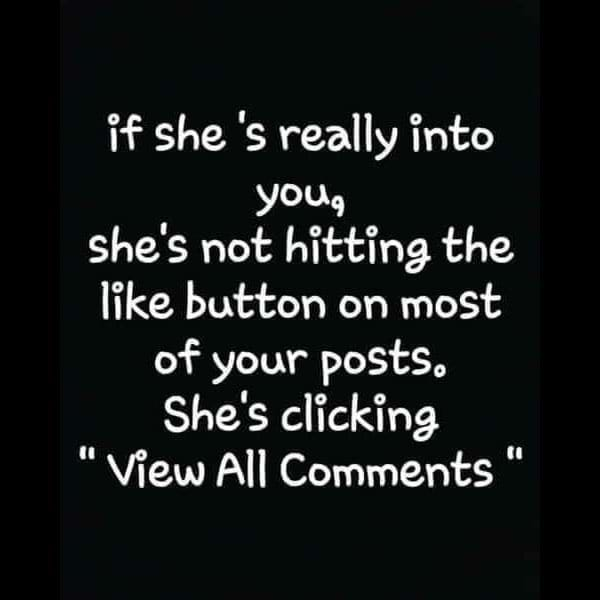 if she 's really into
you,
she's not hitting the
like button on most
of your posts.
She's clicking
" View All Comments "